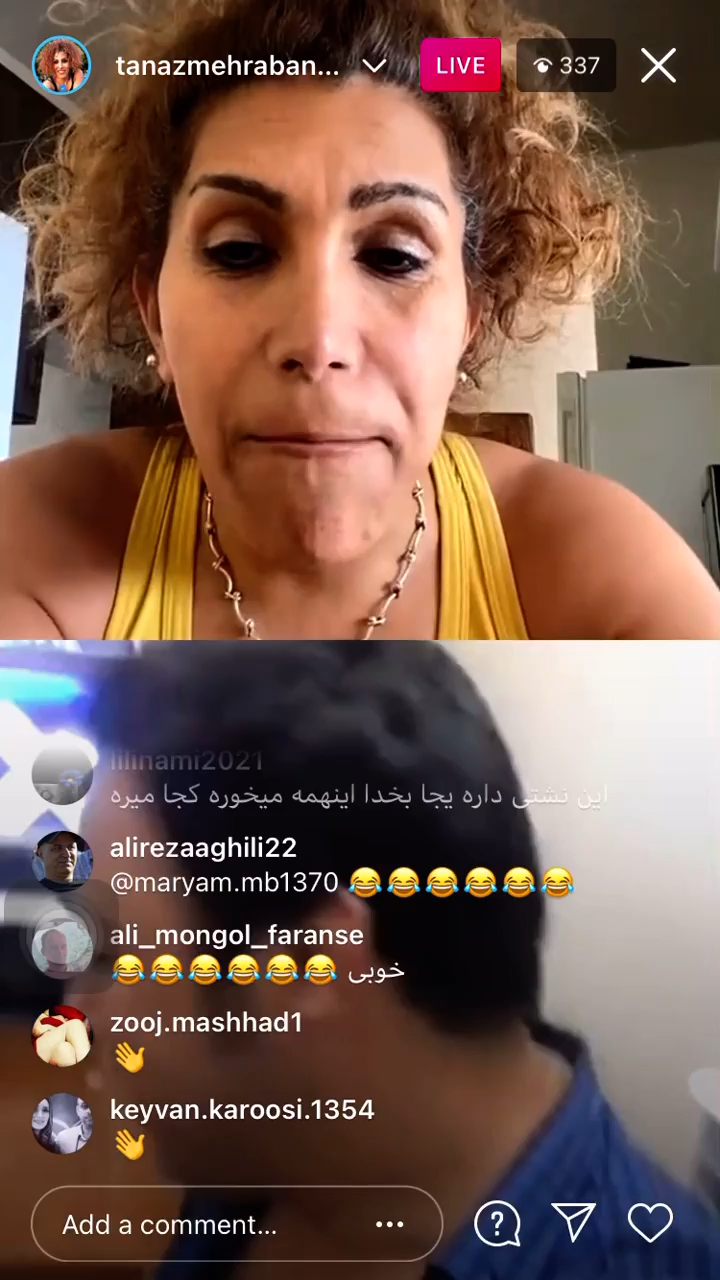 tanazmehraban...
LIVE
337
lilinami2021
این نشتی داره یجا بخدا اینهمه میخوره کجا میره
alirezaaghili22
@maryam.mb1370 😂😂😂😂😂😂
ali_mongol_faranse
خوبی 😂😂😂😂😂😂
zooj.mashhad1
👋
keyvan.karoosi.1354
👋
Add a comment...